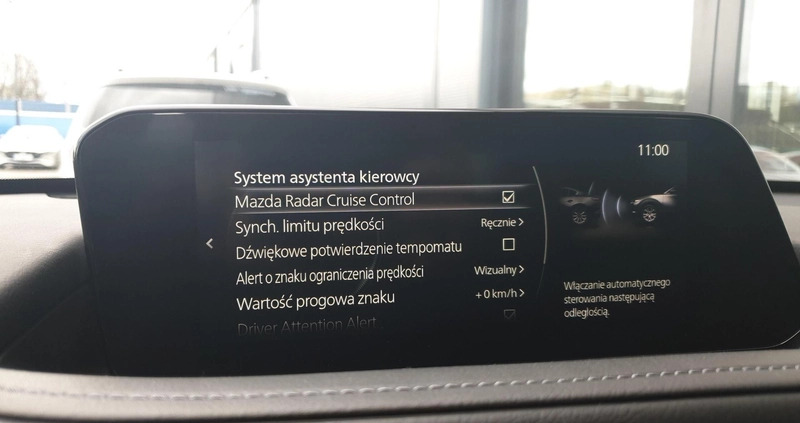 11:00
System asystenta kierowcy
Mazda Radar Cruise Control
Synch. limitu prędkości Ręcznie >
Dźwiękowe potwierdzenie tempomatu
Alert o znaku ograniczenia prędkości Wizualny >
Wartość progowa znaku + 0 km/h >
Driver Attention Alert
Włączanie automatycznego
sterowania następującą
odległością.